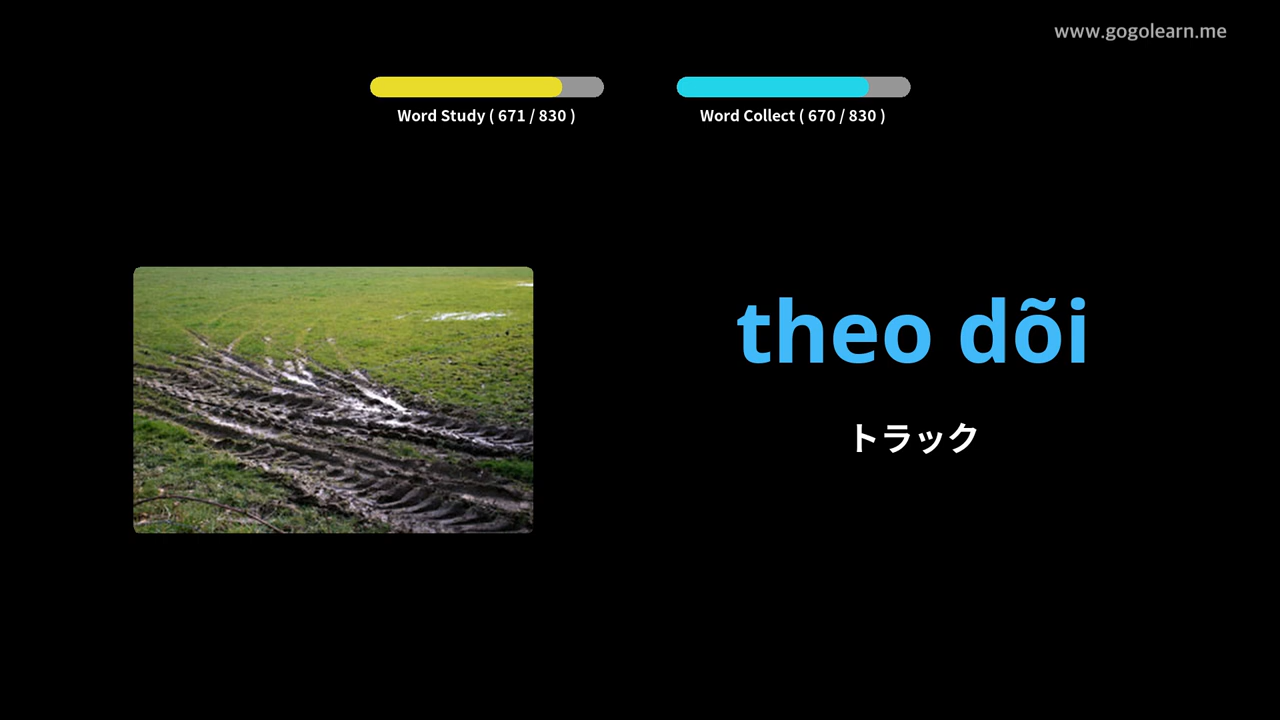 www.gogolearn.me
Word Study ( 671 / 830 )
Word Collect ( 670 / 830 )
theo dõi
トラック